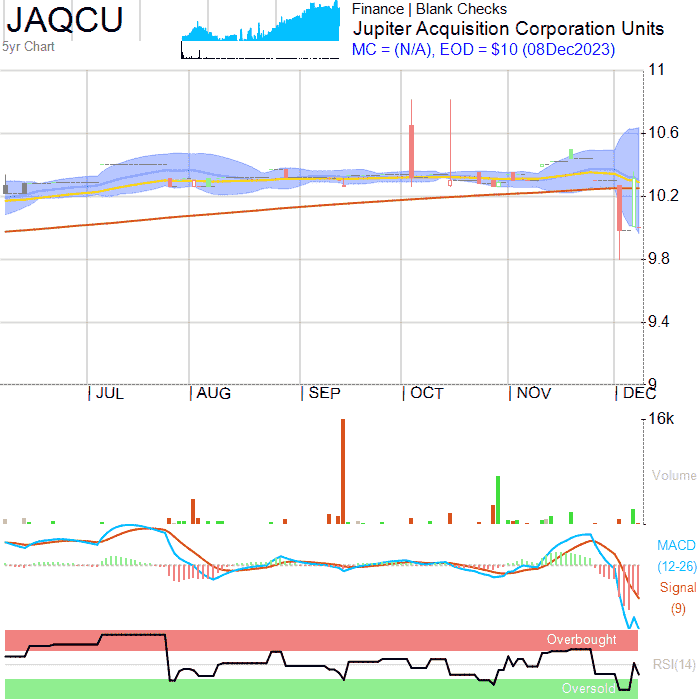 JAQCU
5yr Chart
Finance | Blank Checks
Jupiter Acquisition Corporation Units
MC = (N/A), EOD = $10 (08Dec2023)
11
10.6
10.2
9.8
9.4
9
JUL AUG SEP OCT NOV DEC
16k
Volume
MACD
(12-26)
Signal
(9)
Overbought
RSI(14)
Oversold